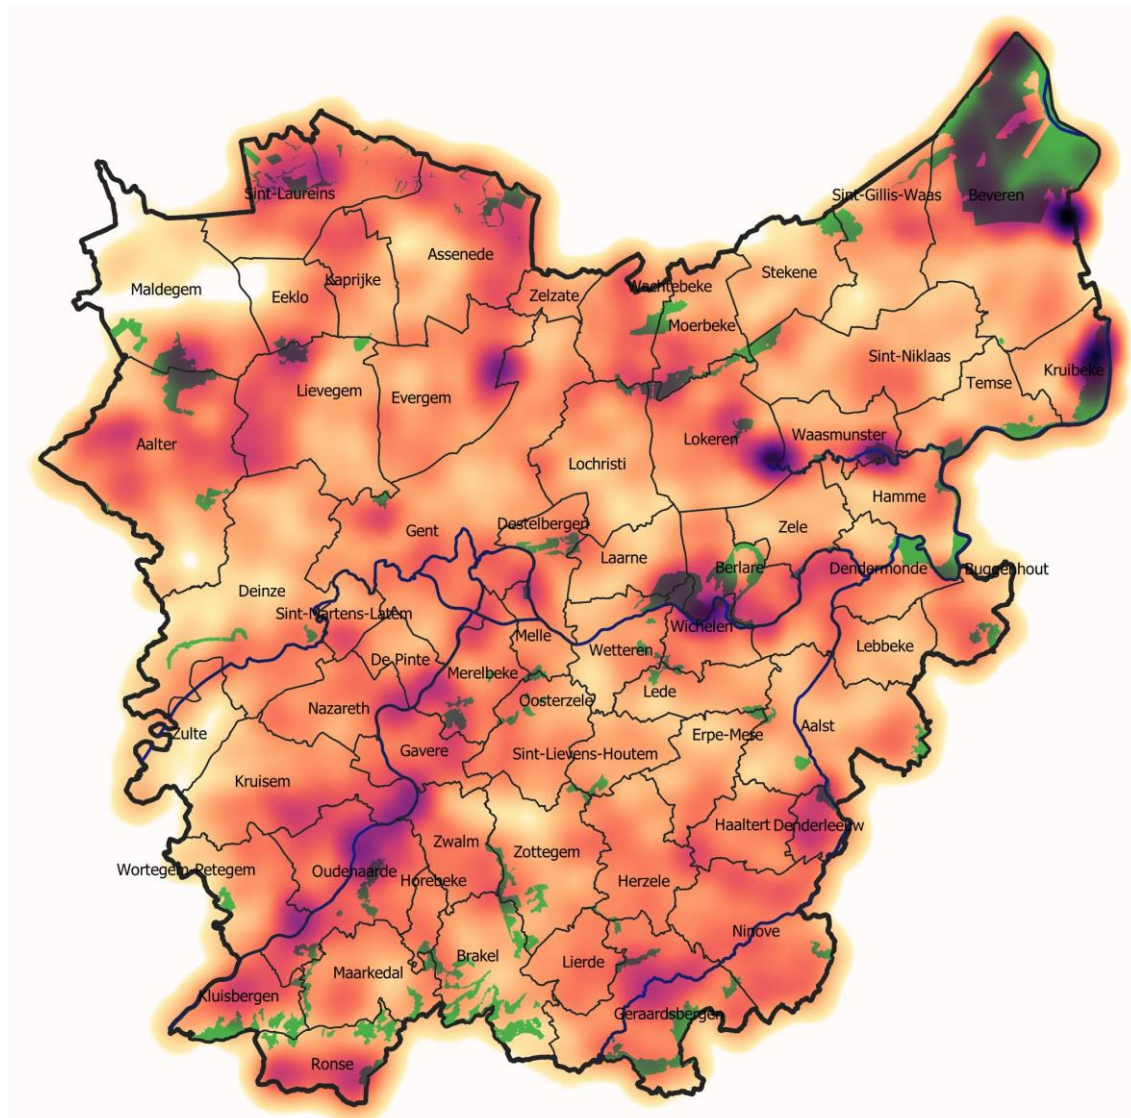 Sint-Laureins
Sint-Gillis-Waas
Beveren
Assenede
Stekene
Kaprijke
Wachtebeke
Maldegem
Eeklo
Zelzate
Moerbeke
Sint-Niklaas
Kruibeke
Temse
Lievegem
Evergem
Aalter
Lokeren
Waasmunster
Lochristi
Hamme
Gent
Destelbergen
Zele
Laarne
Berlare
Dendermonde
Buggenhout
Deinze
Sint-Martens-Latem
Melle
Wichelen
Wetteren
Lebbeke
De Pinte
Merelbeke
Lede
Oosterzele
Nazareth
Aalst
Zulte
Erpe-Mere
Gavere
Sint-Lievens-Houtem
Kruisem
Haaltert
Denderleeuw
Zwalm
Zottegem
Wortegem-Petegem
Oudenaarde
Horebeke
Herzele
Ninove
Brakel
Lierde
Maarkedal
Kluisbergen
Geraardsbergen
Ronse